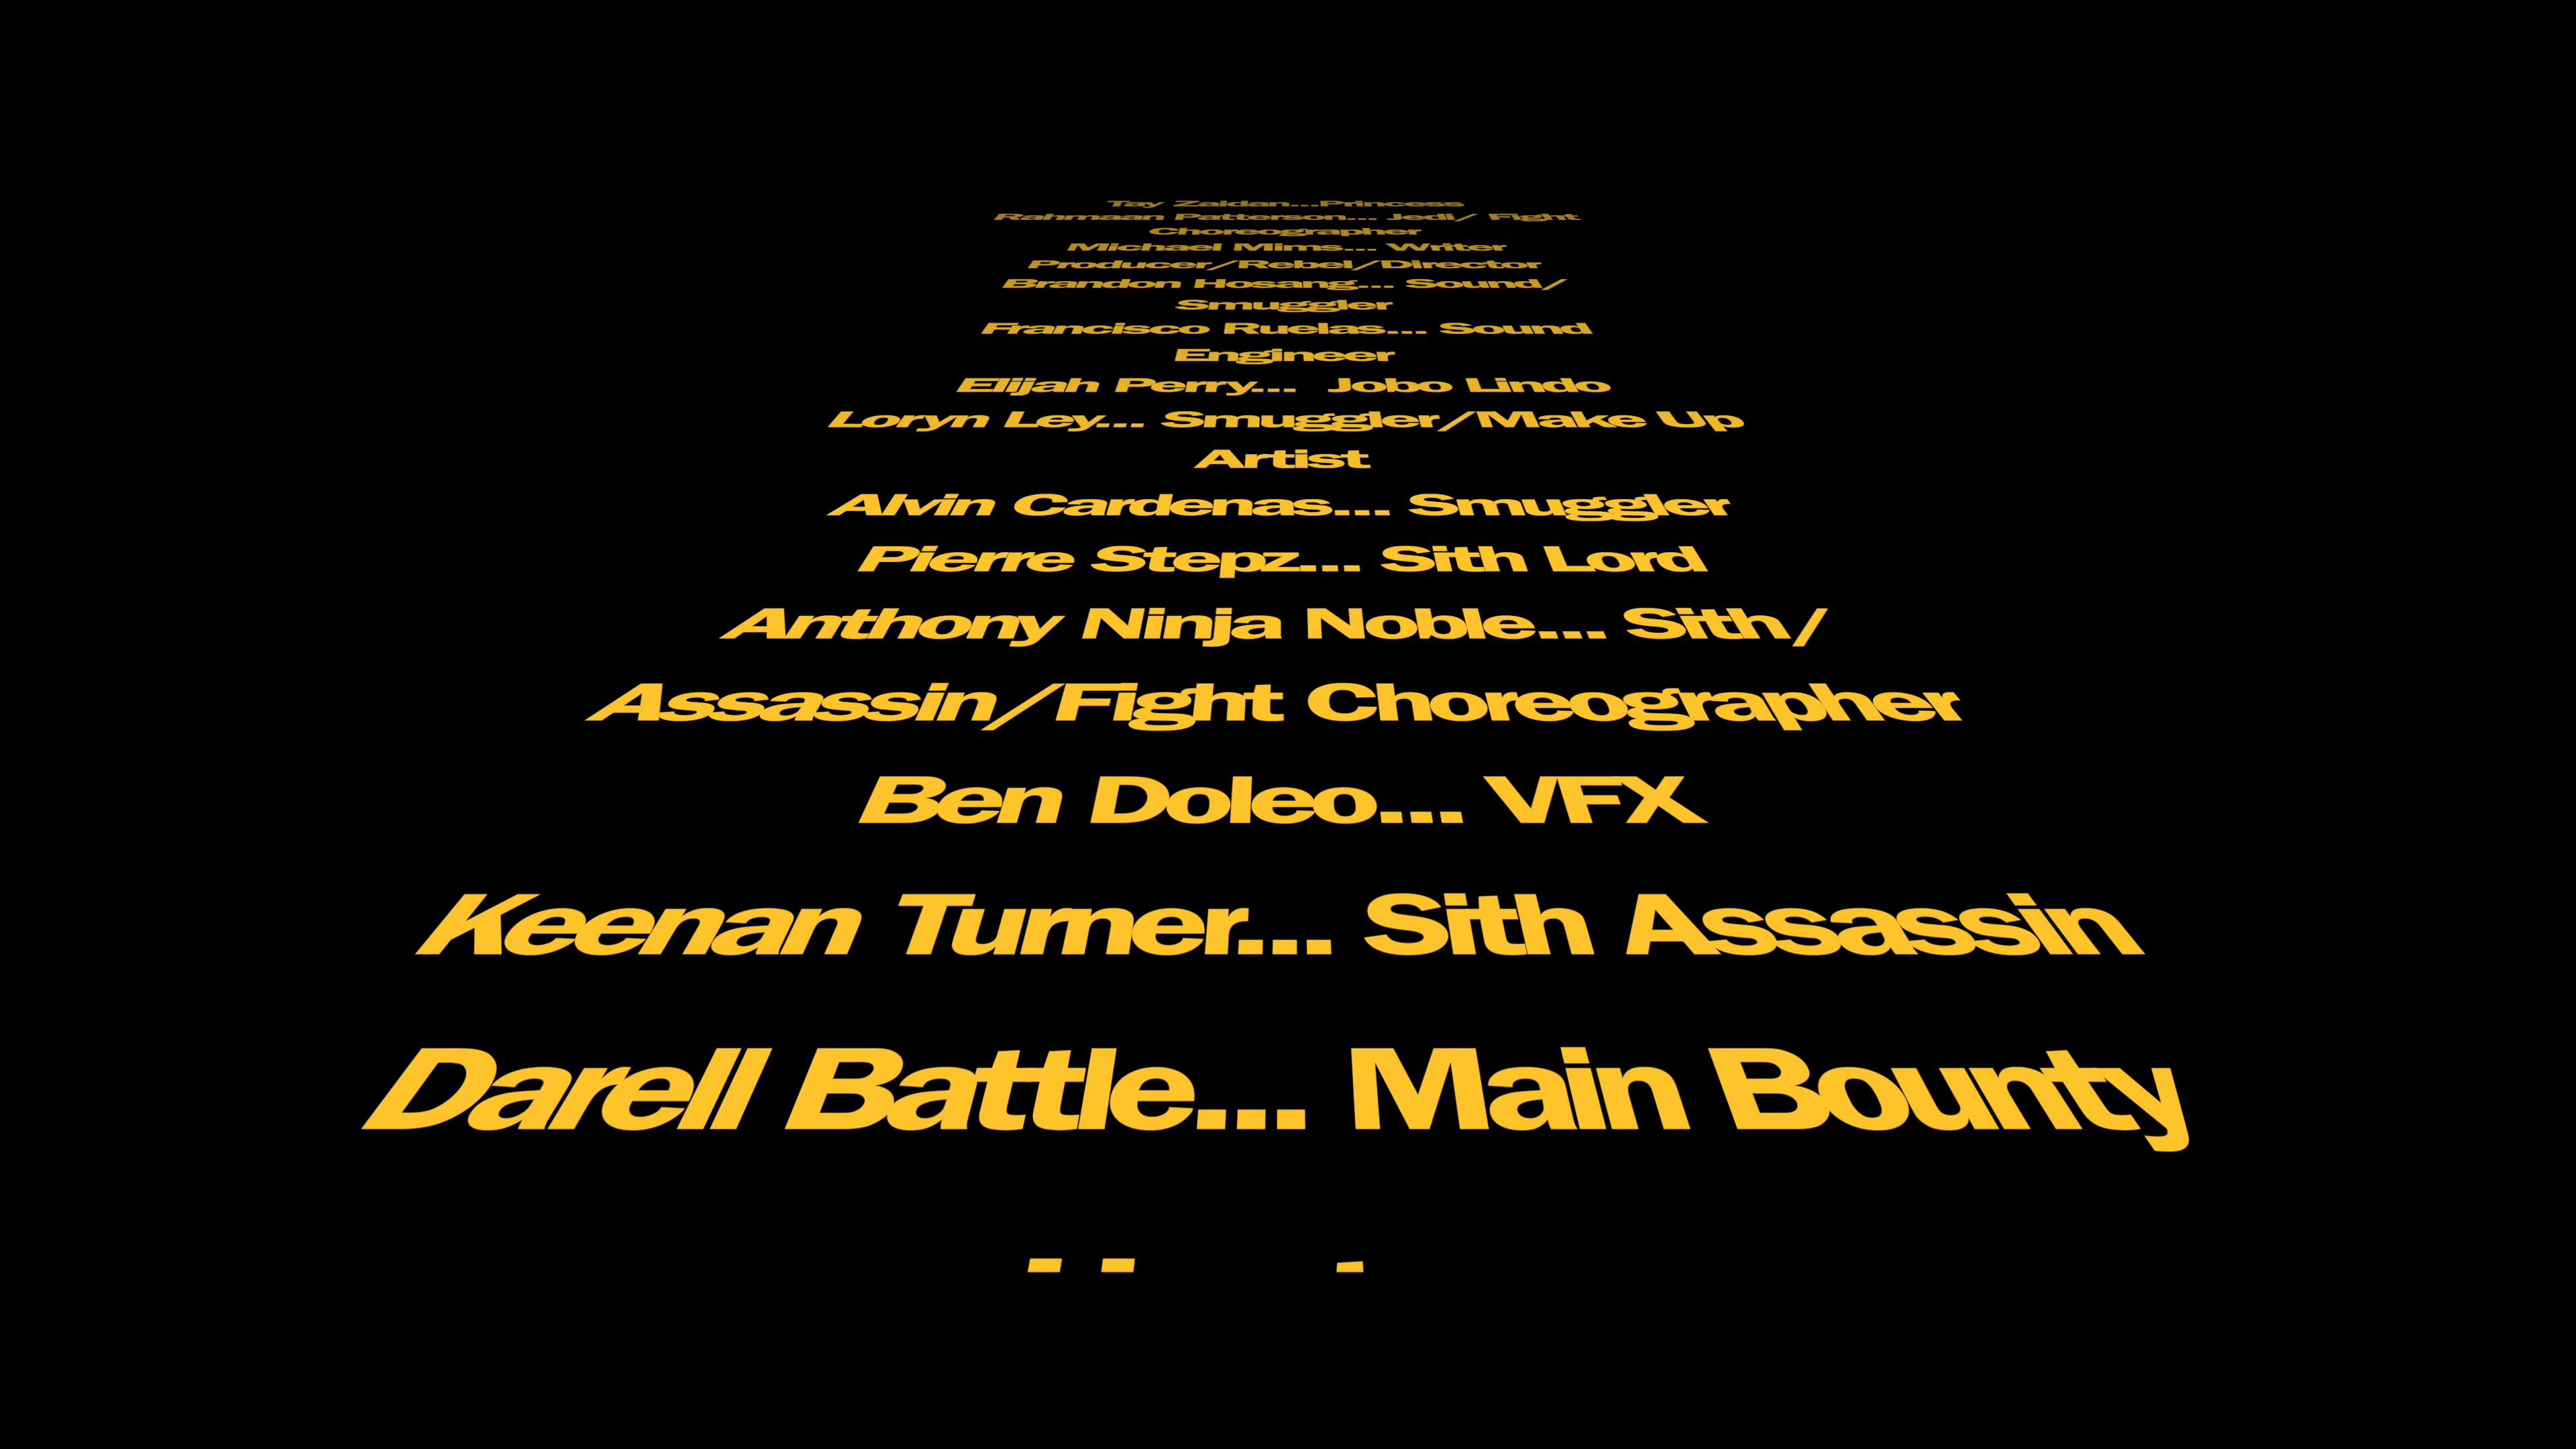 Tay Zaidan...Princess
Rahmaan Patterson... Jedi/ Fight
Choreographer
Michael Mims... Writer
Producer/Rebel/Director
Brandon Hosang... Sound/
Smuggler
Francisco Ruelas... Sound
Engineer
Elijah Perry... Jobo Lindo
Loryn Ley... Smuggler/Make Up
Artist
Alvin Cardenas... Smuggler
Pierre Stepz... Sith Lord
Anthony Ninja Noble... Sith/
Assassin/Fight Choreographer
Ben Doleo... VFX
Keenan Turner... Sith Assassin
Darell Battle... Main Bounty